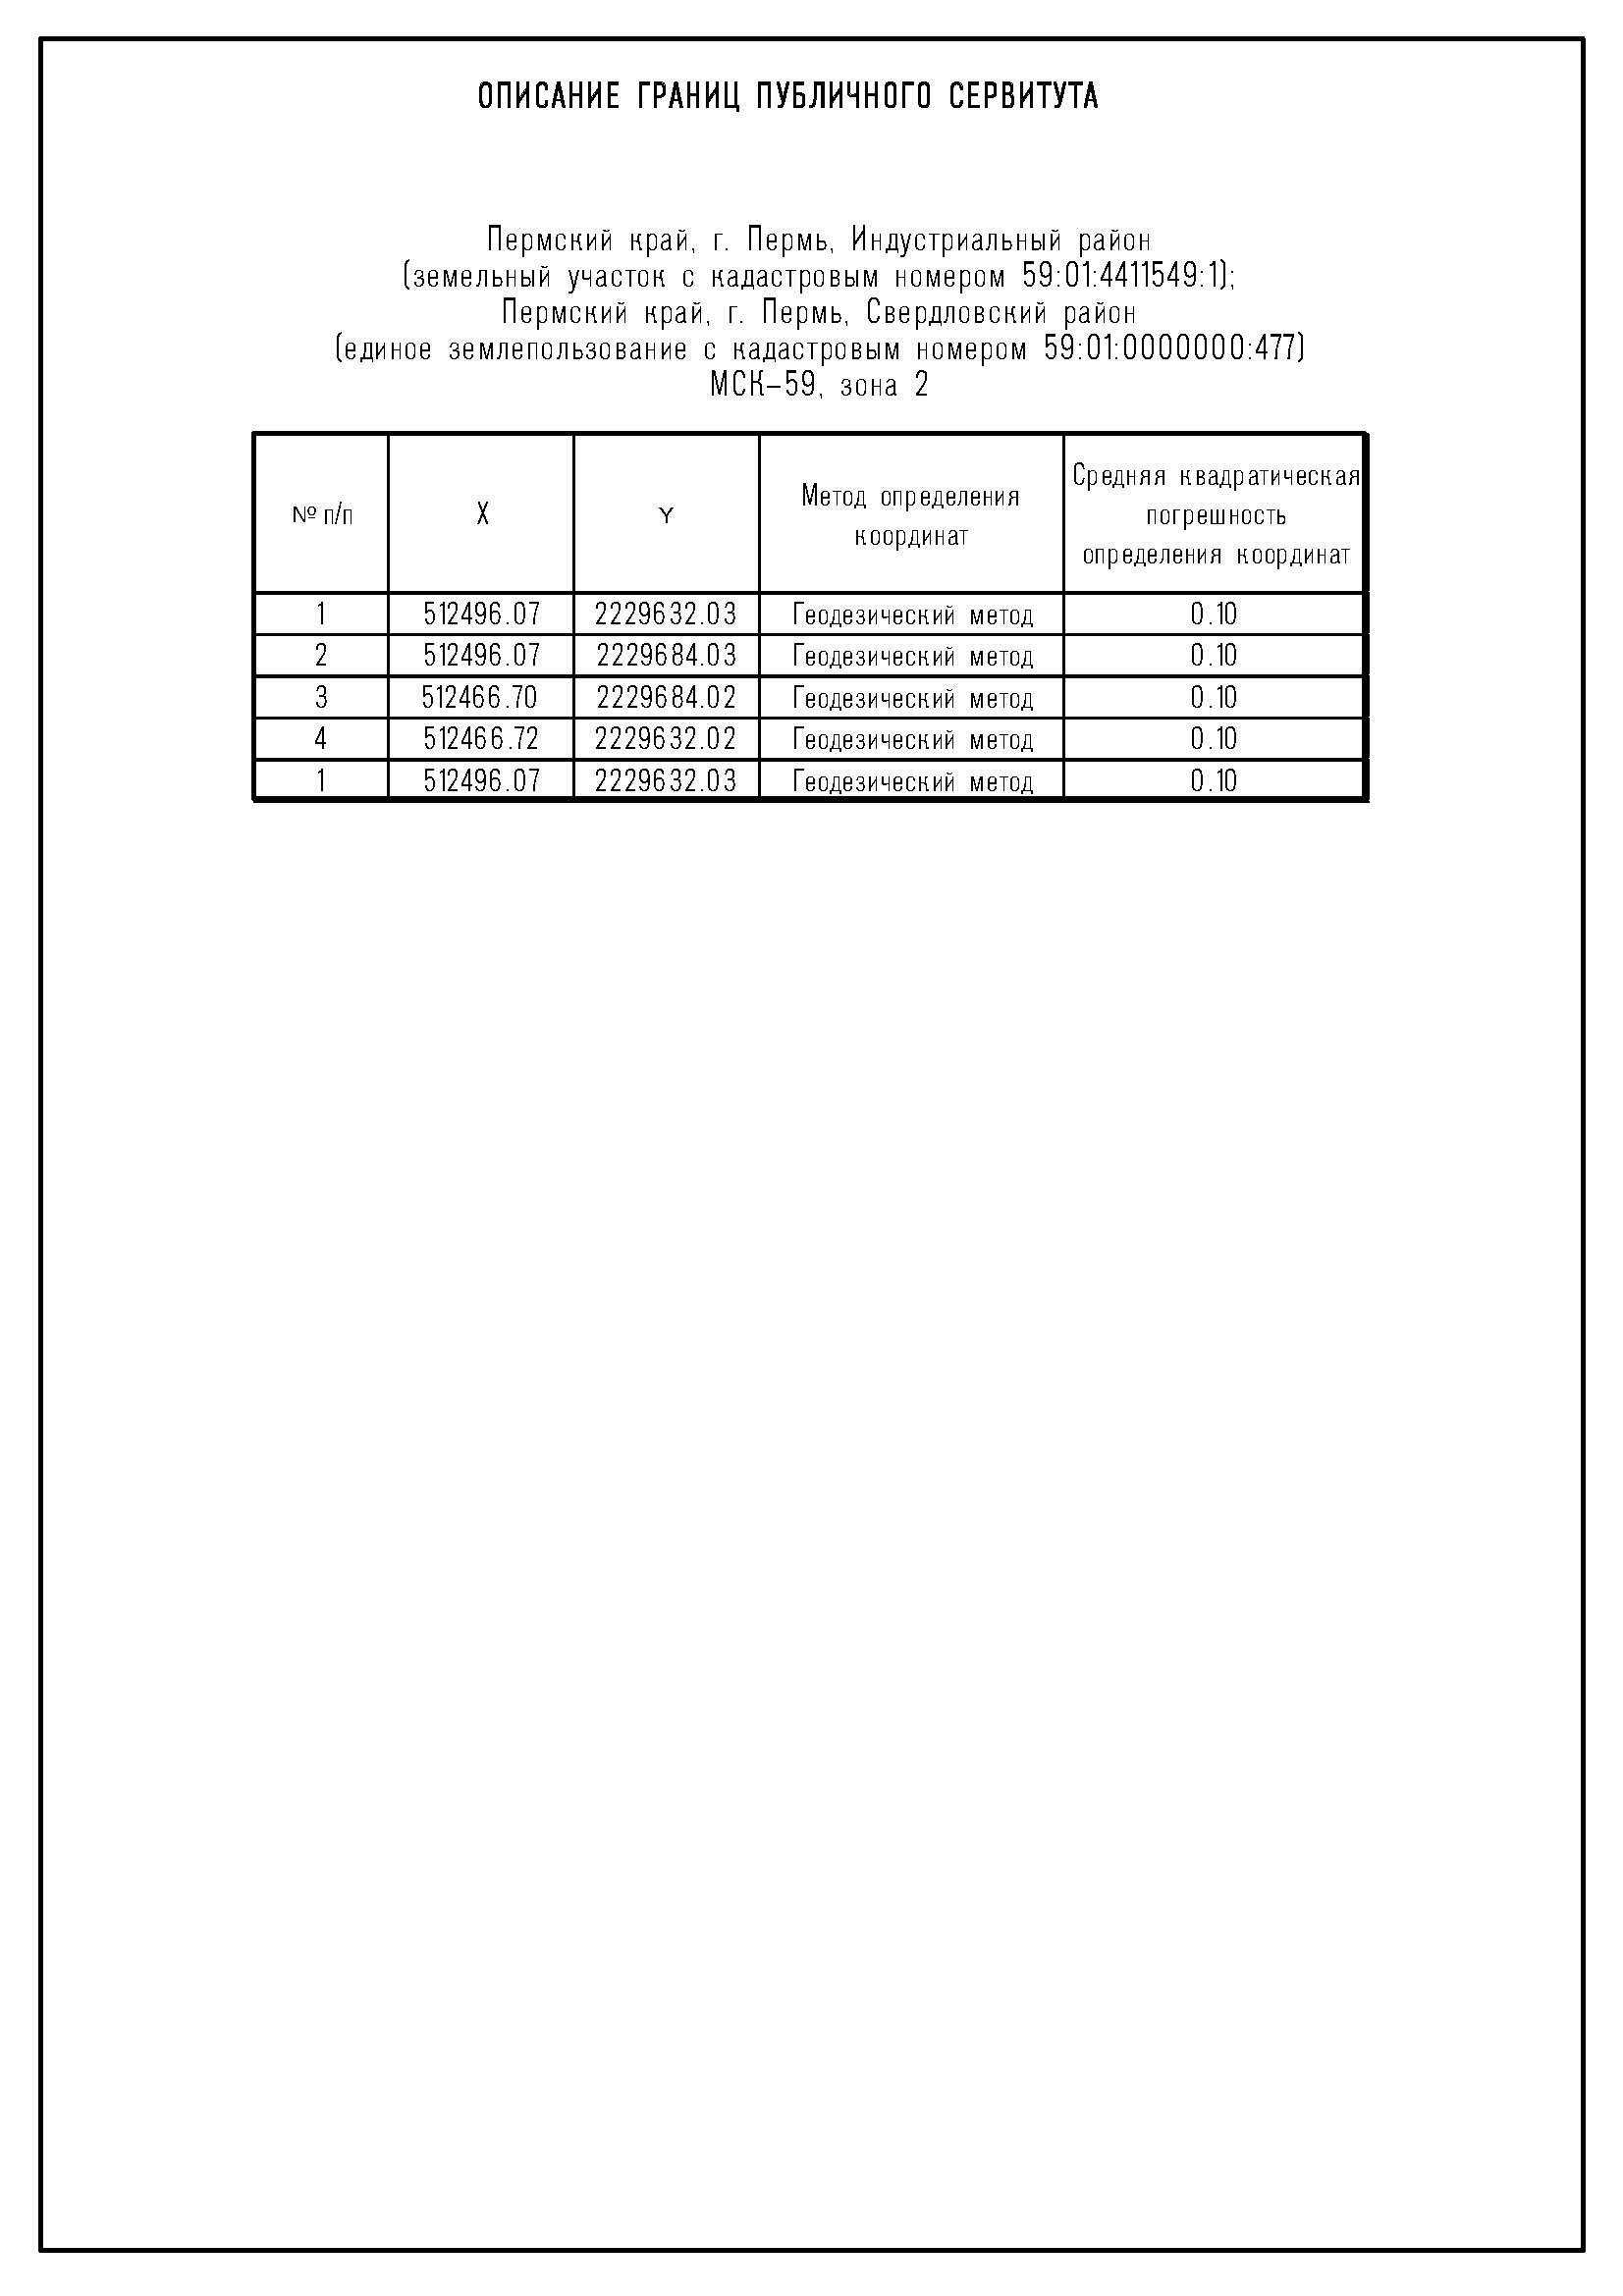 ОПИСАНИЕ ГРАНИЦ ПУБЛИЧНОГО СЕРВИТУТА
Пермский край, г. Пермь, Индустриальный район
(земельный участок с кадастровым номером 59:01:4411549:1);
Пермский край, г. Пермь, Свердловский район
(единое землепользование с кадастровым номером 59:01:0000000:477)
МСК-59, зона 2
№ п/п X Y Метод определения координат Средняя квадратическая погрешность определения координат
1 512496.07 2229632.03 Геодезический метод 0.10
2 512496.07 2229684.03 Геодезический метод 0.10
3 512466.70 2229684.02 Геодезический метод 0.10
4 512466.72 2229632.02 Геодезический метод 0.10
1 512496.07 2229632.03 Геодезический метод 0.10